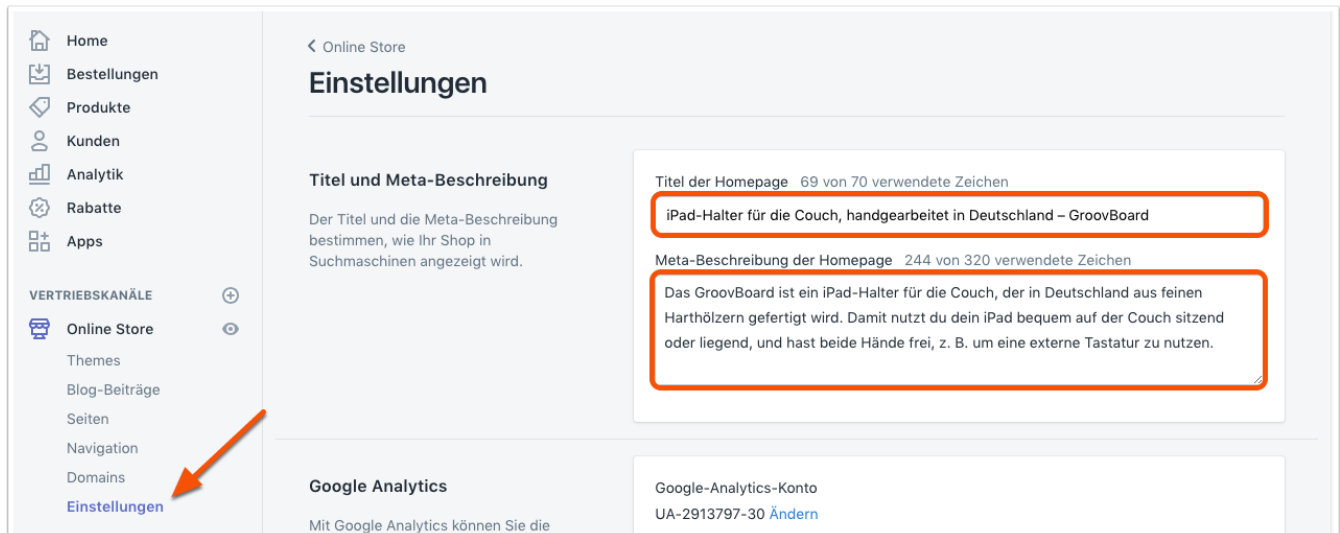 Home
Bestellungen
Produkte
Kunden
Analytik
Rabatte
Apps
VERTRIEBSKANÄLE
Online Store
Themes
Blog-Beiträge
Seiten
Navigation
Domains
Einstellungen
Online Store
Einstellungen
Titel und Meta-Beschreibung
Der Titel und die Meta-Beschreibung
bestimmen, wie Ihr Shop in
Suchmaschinen angezeigt wird.
Titel der Homepage 69 von 70 verwendete Zeichen
iPad-Halter für die Couch, handgearbeitet in Deutschland – GroovBoard
Meta-Beschreibung der Homepage 244 von 320 verwendete Zeichen
Das GroovBoard ist ein iPad-Halter für die Couch, der in Deutschland aus feinen
Harthölzern gefertigt wird. Damit nutzt du dein iPad bequem auf der Couch sitzend
oder liegend, und hast beide Hände frei, z. B. um eine externe Tastatur zu nutzen.
Google Analytics
Mit Google Analytics können Sie die
Google-Analytics-Konto
UA-2913797-30 Ändern